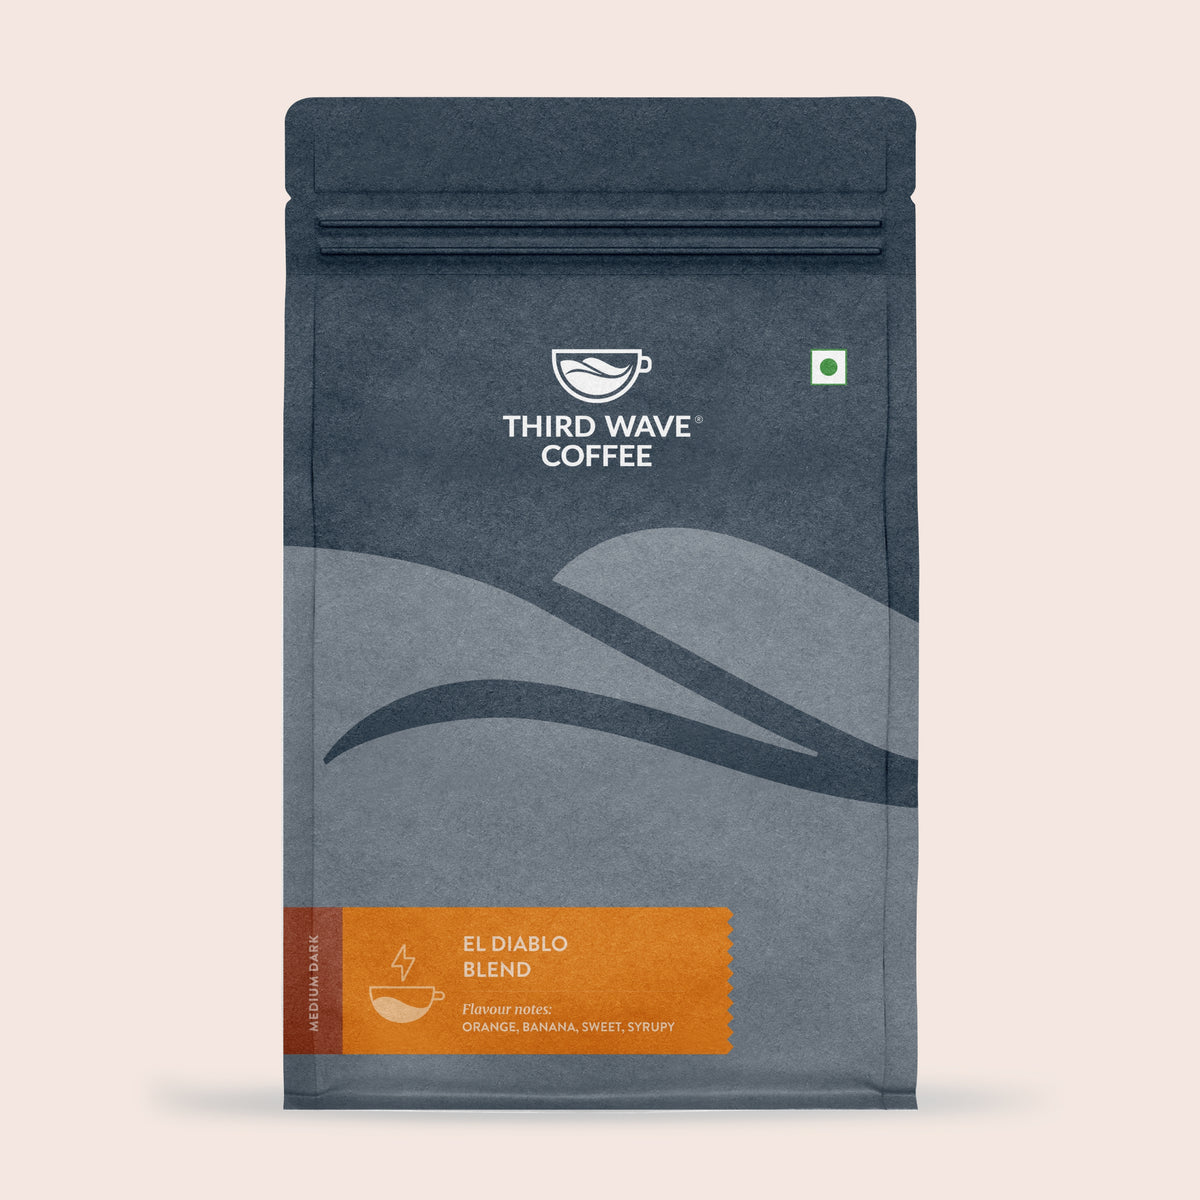 THIRD WAVE®
COFFEE
MEDIUM DARK
EL DIABLO
BLEND
Flavour notes:
ORANGE, BANANA, SWEET, SYRUPY